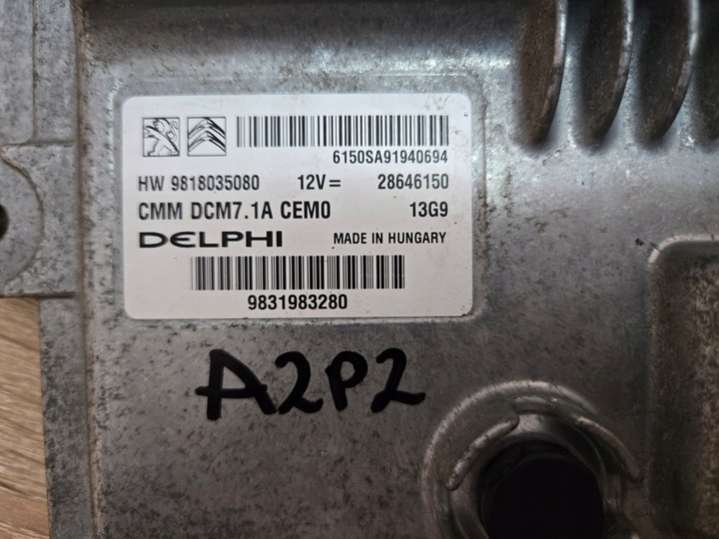 6150SA91940694
HW 9818035080 12V = 28646150
CMM DCM7.1A CEM0 13G9
DELPHI MADE IN HUNGARY
9831983280
A2P2